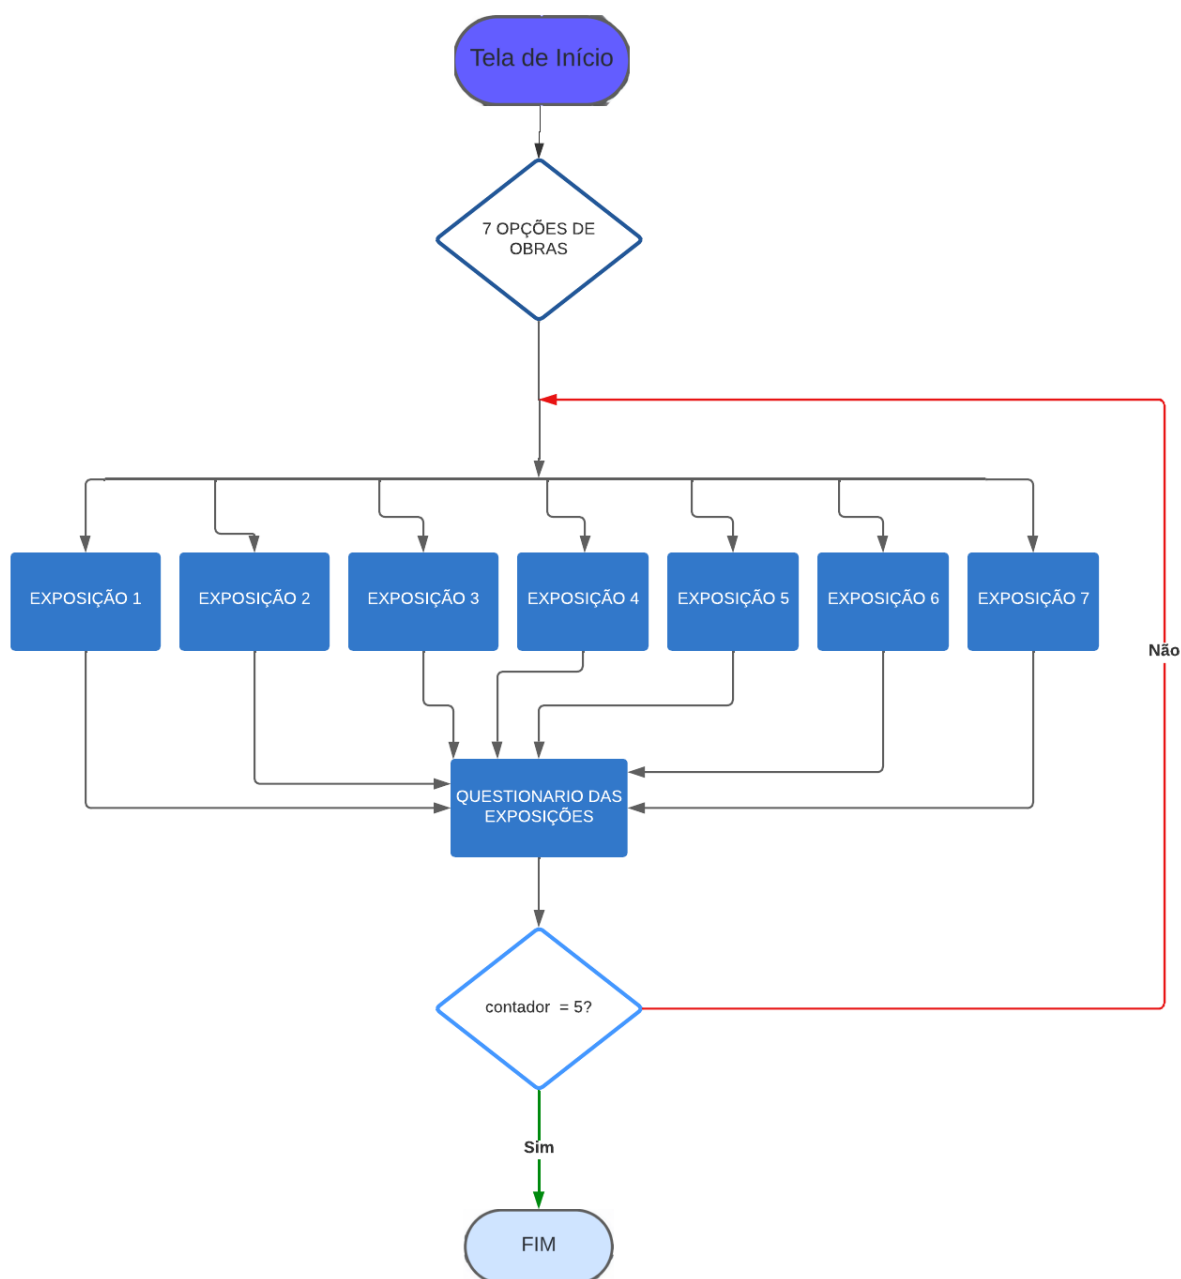 Tela de Início
7 OPÇÕES DE
OBRAS
EXPOSIÇÃO 1
EXPOSIÇÃO 2
EXPOSIÇÃO 3
EXPOSIÇÃO 4
EXPOSIÇÃO 5
EXPOSIÇÃO 6
EXPOSIÇÃO 7
Não
QUESTIONARIO DAS
EXPOSIÇÕES
contador = 5?
Sim
FIM